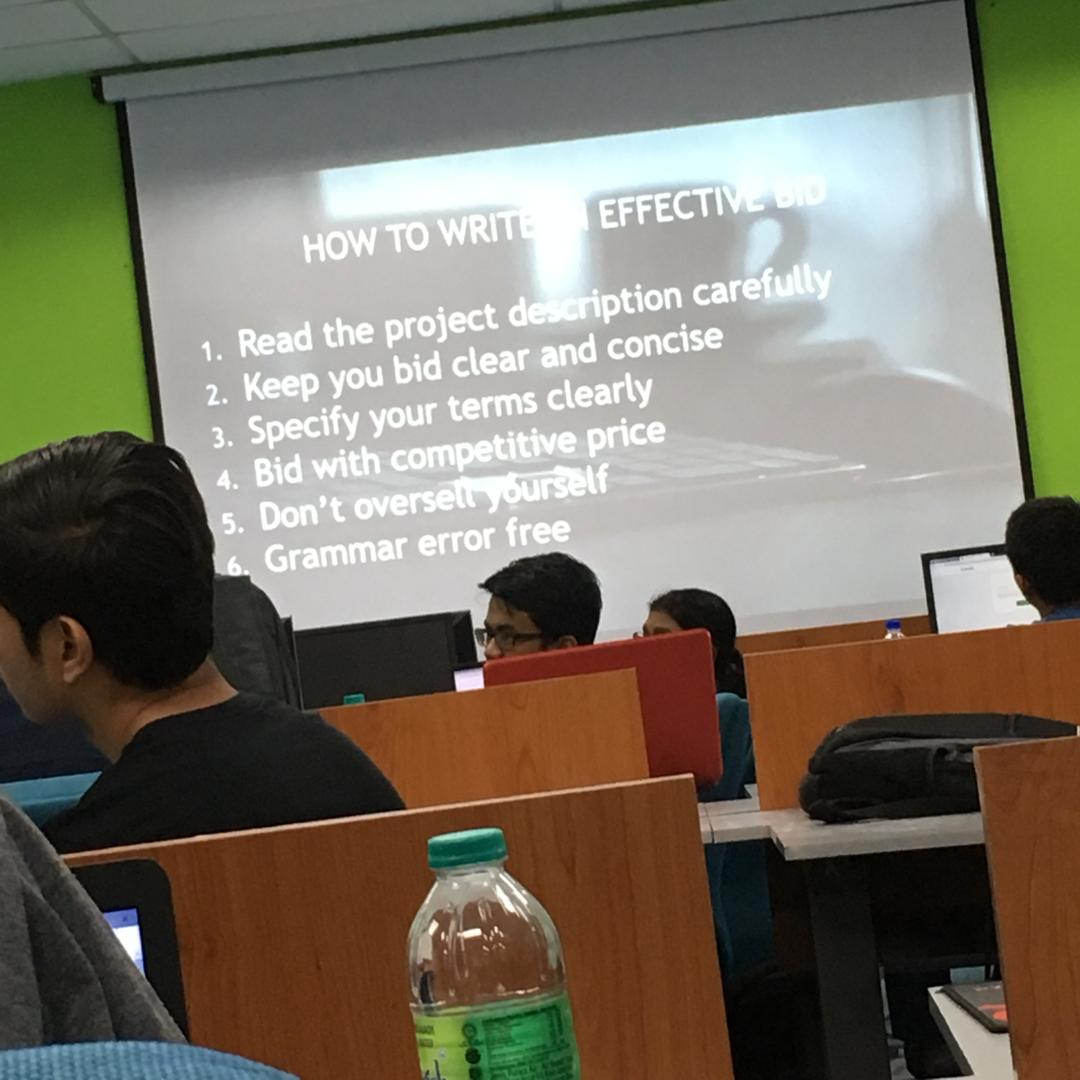 HOW TO WRITE AN EFFECTIVE BID
1. Read the project description carefully
2. Keep you bid clear and concise
3. Specify your terms clearly
4. Bid with competitive price
5. Don't oversell yourself
6. Grammar error free